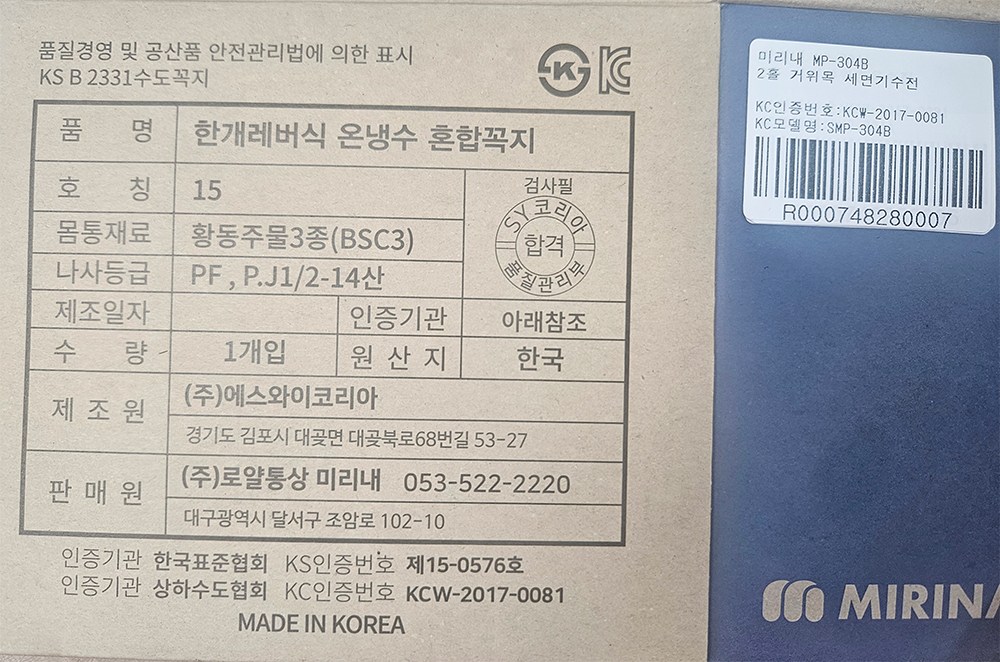 품질경영 및 공산품 안전관리법에 의한 표시
KS B 2331수도꼭지
품 명 한개레버식 온냉수 혼합꼭지
호 칭 15
검사필
SY코리아
합격
품질관리부
몸통재료 황동주물3종(BSC3)
나사등급 PF , P.J1/2-14산
제조일자 인증기관 아래참조
수 량 1개입 원 산 지 한국
제 조 원 (주)에스와이코리아
경기도 김포시 대곶면 대곶북로68번길 53-27
판 매 원 (주)로얄통상 미리내 053-522-2220
대구광역시 달서구 조암로 102-10
인증기관 한국표준협회 KS인증번호 제15-0576호
인증기관 상하수도협회 KC인증번호 KCW-2017-0081
MADE IN KOREA
미리내 MP-304B
2홀 거위목 세면기수전
KC인증번호:KCW-2017-0081
KC모델명:SMP-304B
R000748280007
MIRINA